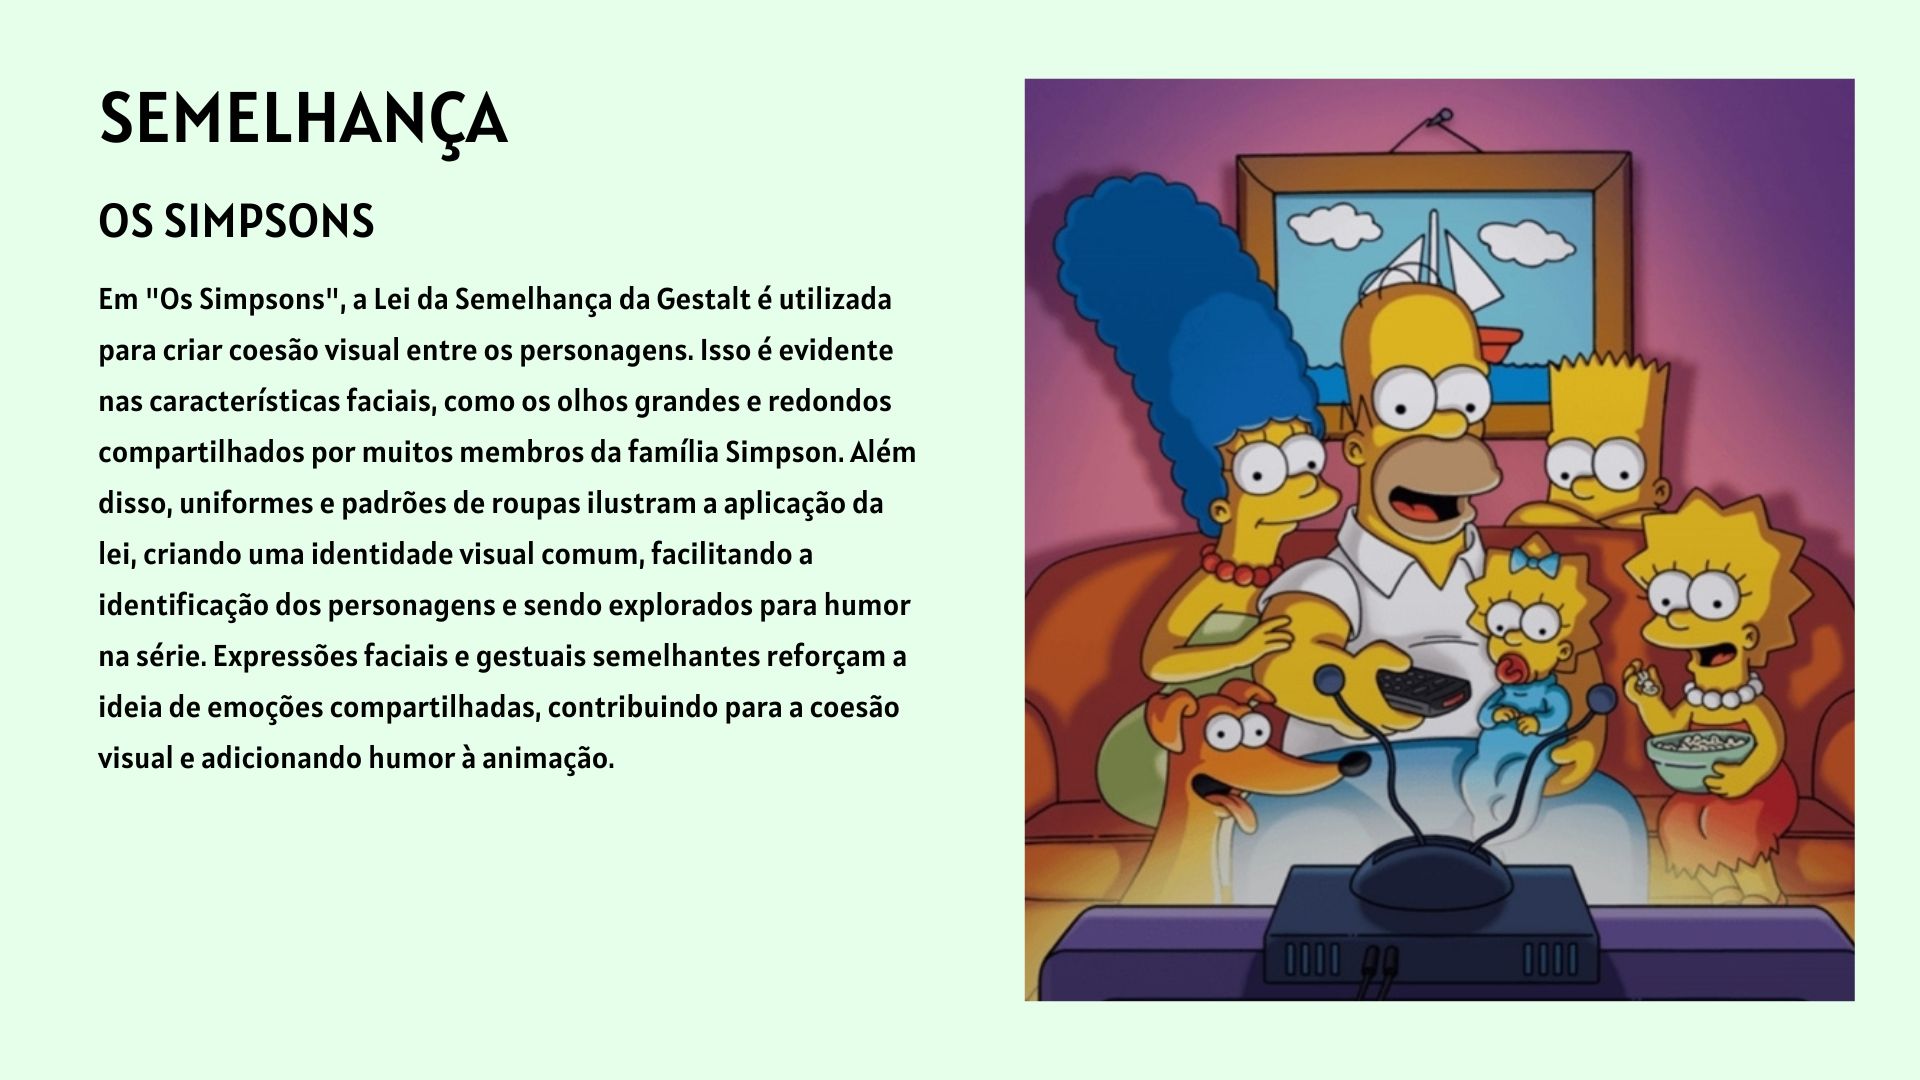 SEMELHANÇA
OS SIMPSONS
Em "Os Simpsons", a Lei da Semelhança da Gestalt é utilizada
para criar coesão visual entre os personagens. Isso é evidente
nas características faciais, como os olhos grandes e redondos
compartilhados por muitos membros da família Simpson. Além
disso, uniformes e padrões de roupas ilustram a aplicação da
lei, criando uma identidade visual comum, facilitando a
identificação dos personagens e sendo explorados para humor
na série. Expressões faciais e gestuais semelhantes reforçam a
ideia de emoções compartilhadas, contribuindo para a coesão
visual e adicionando humor à animação.